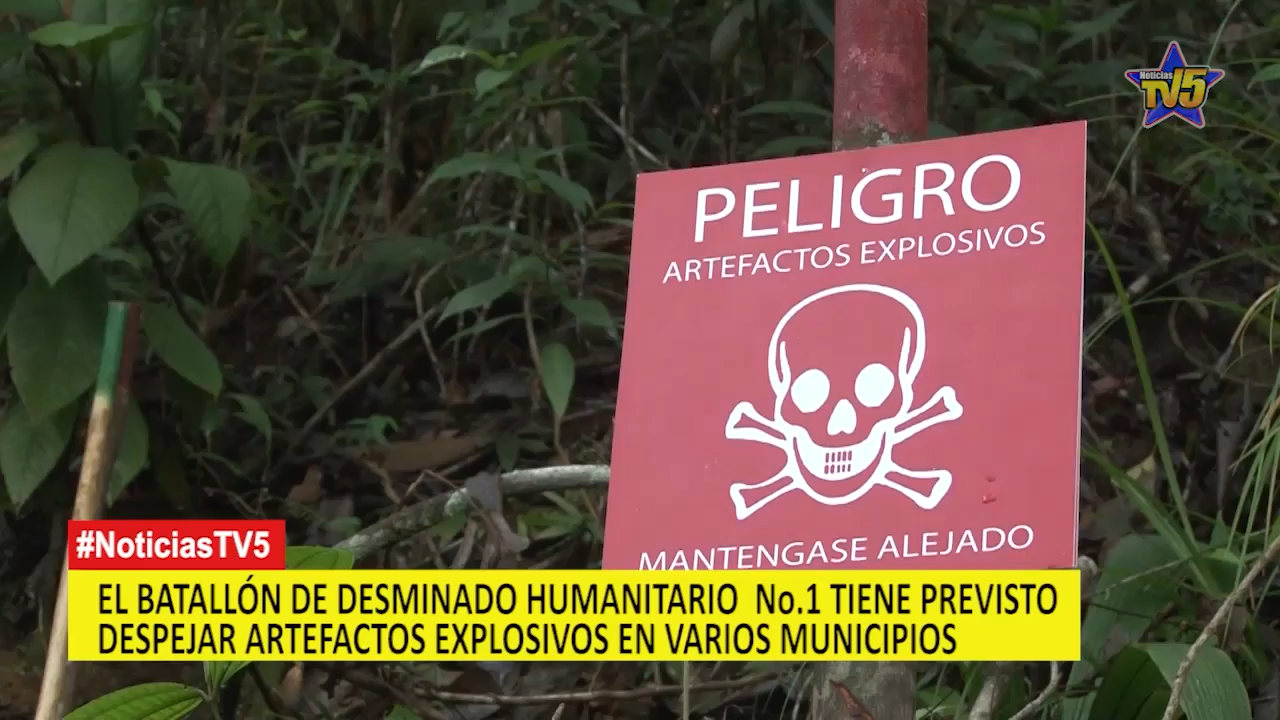 Noticias
TV5
PELIGRO
ARTEFACTOS EXPLOSIVOS
MANTENGASE ALEJADO
#NoticiasTV5
EL BATALLÓN DE DESMINADO HUMANITARIO No.1 TIENE PREVISTO
DESPEJAR ARTEFACTOS EXPLOSIVOS EN VARIOS MUNICIPIOS